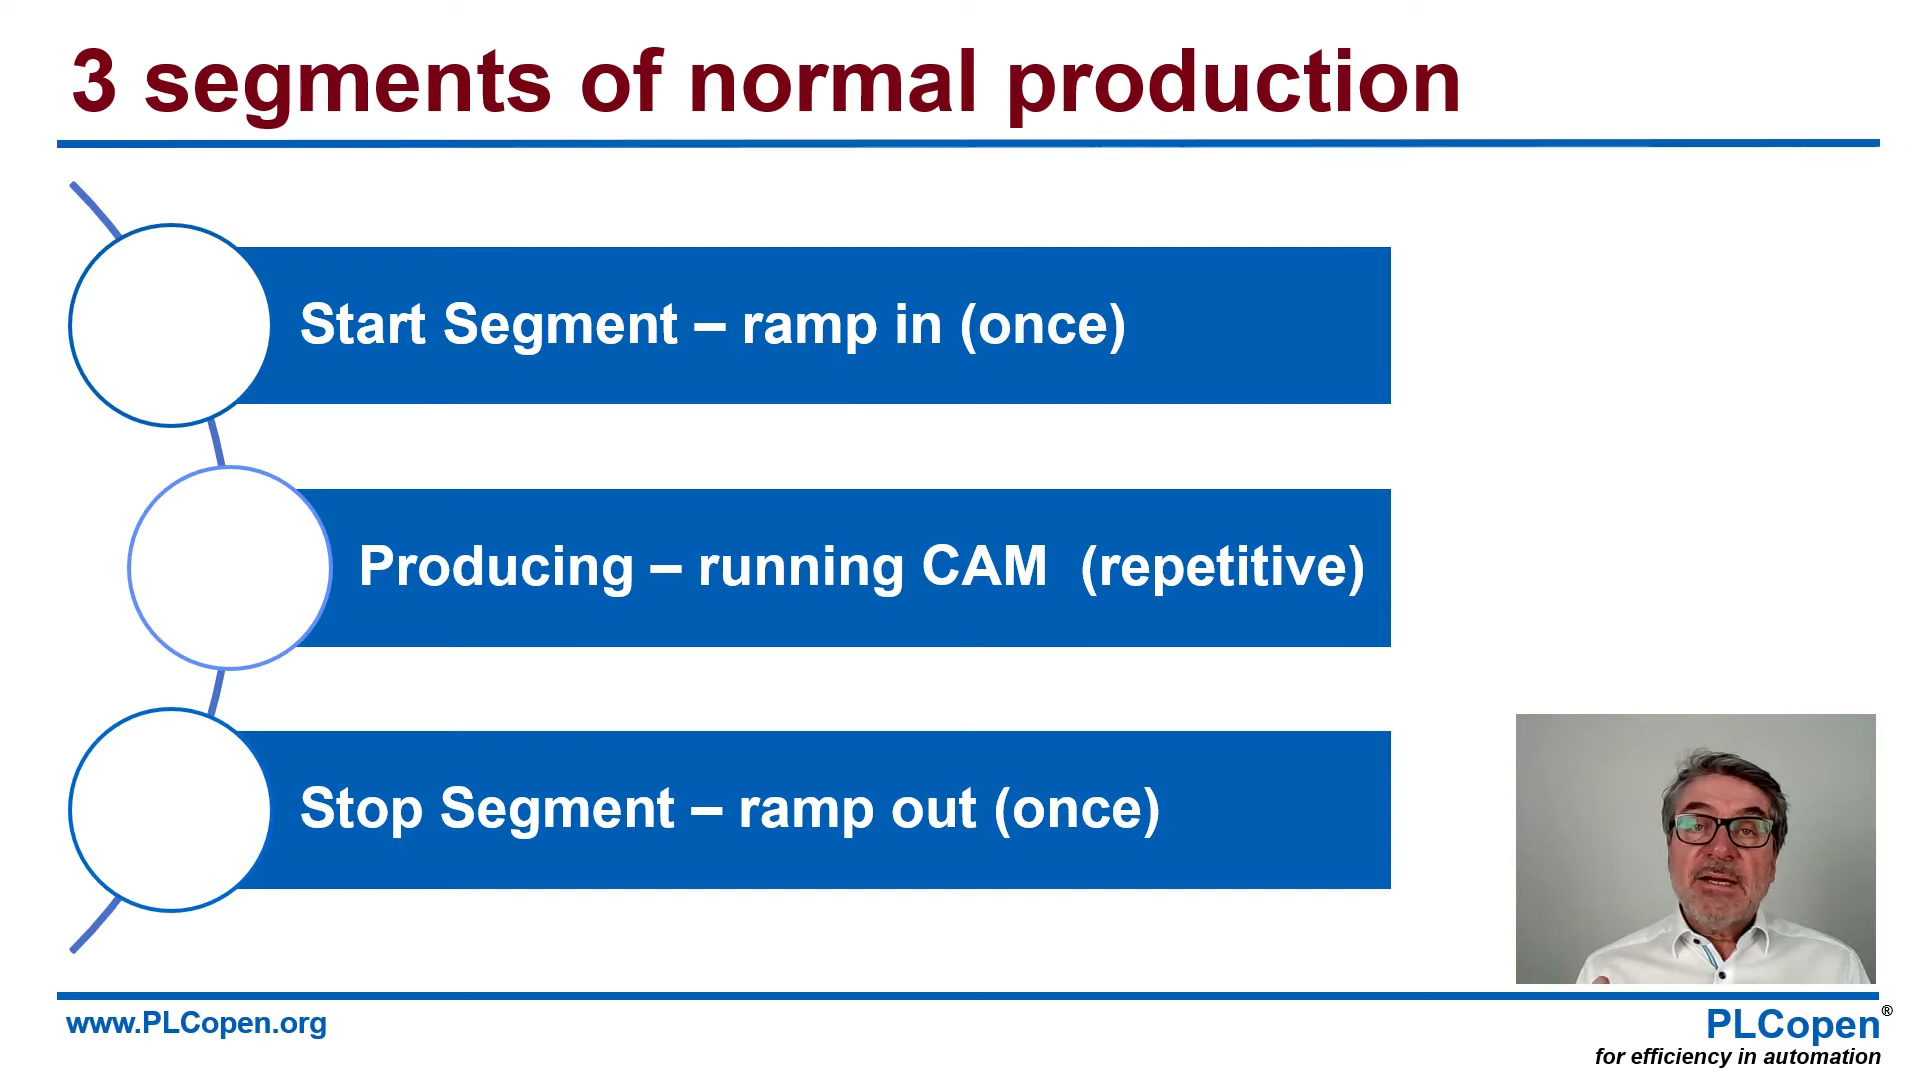 3 segments of normal production
Start Segment – ramp in (once)
Producing – running CAM (repetitive)
Stop Segment – ramp out (once)
www.PLCopen.org
PLCopen®
for efficiency in automation